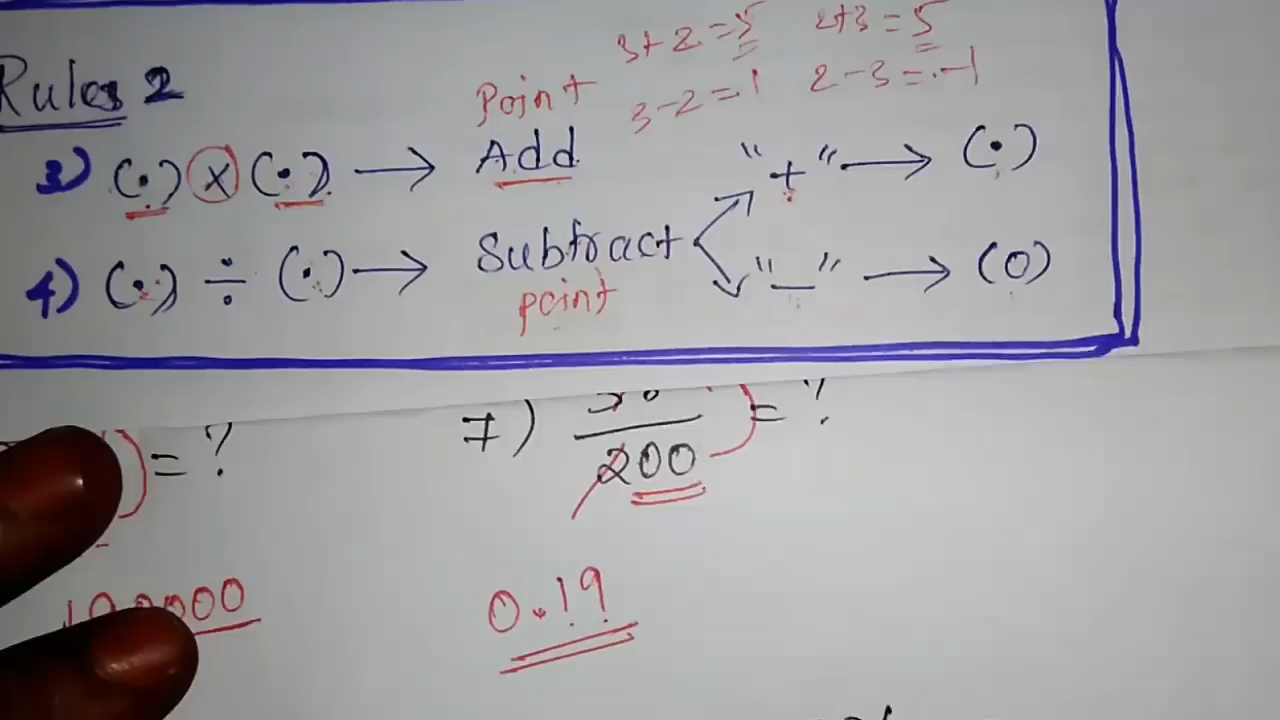 3+2=5 2+3=5
Rules 2
Point 3-2=1 2-3=-1
3) (.) × (.) → Add "+" → (.)
4) (.) ÷ (.) → Subtract "-" → (0)
point
= ? 7) 200 = ?
0.19